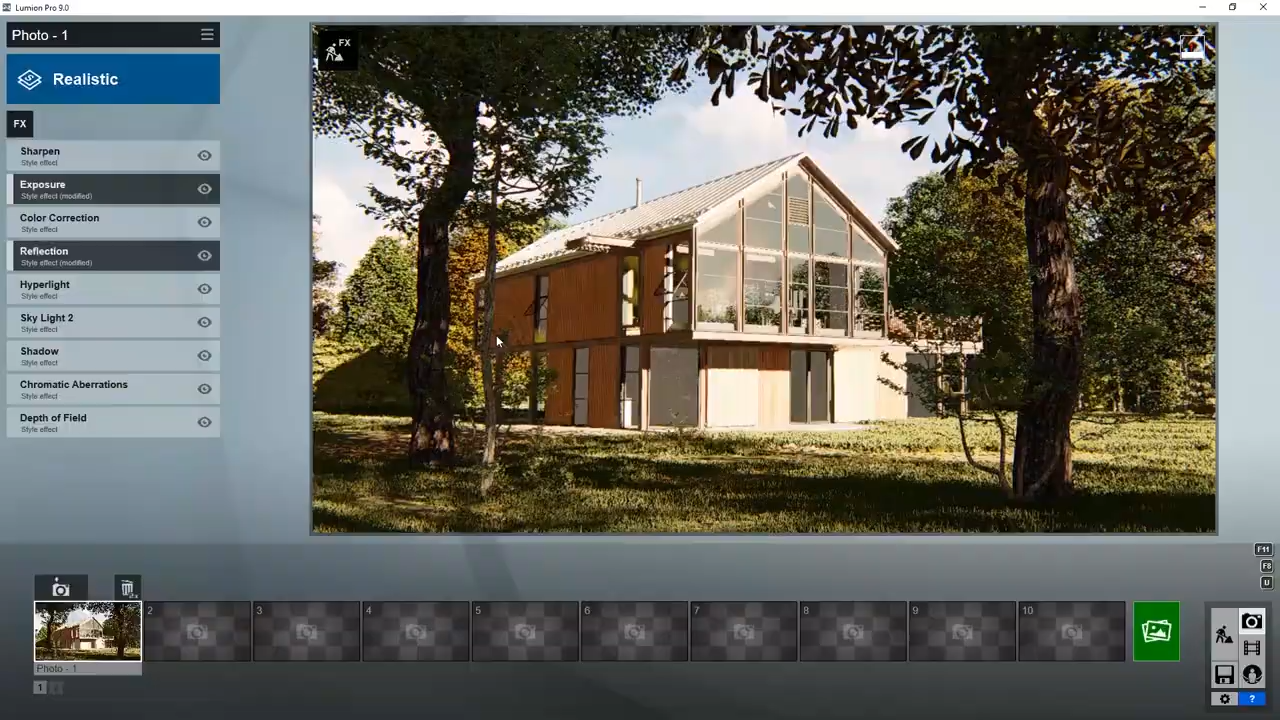 Lumion Pro 9.0
Photo - 1
Realistic
FX
FX
Sharpen
Style effect
Exposure
Style effect (modified)
Color Correction
Style effect
Reflection
Style effect (modified)
Hyperlight
Style effect
Sky Light 2
Style effect
Shadow
Style effect
Chromatic Aberrations
Style effect
Depth of Field
Style effect
F11
F8
U
2
3
4
5
6
7
8
9
10
Photo - 1
1
?